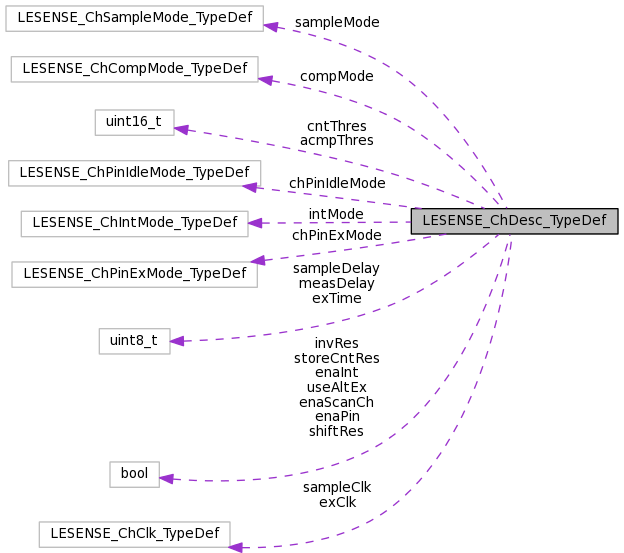 LESENSE_ChSampleMode_TypeDef
sampleMode
LESENSE_ChCompMode_TypeDef
compMode
uint16_t
cntThres
acmpThres
LESENSE_ChPinIdleMode_TypeDef
chPinIdleMode
LESENSE_ChIntMode_TypeDef
intMode
LESENSE_ChDesc_TypeDef
chPinExMode
LESENSE_ChPinExMode_TypeDef
sampleDelay
measDelay
exTime
uint8_t
invRes
storeCntRes
enaInt
useAltEx
enaScanCh
enaPin
shiftRes
bool
sampleClk
exClk
LESENSE_ChClk_TypeDef